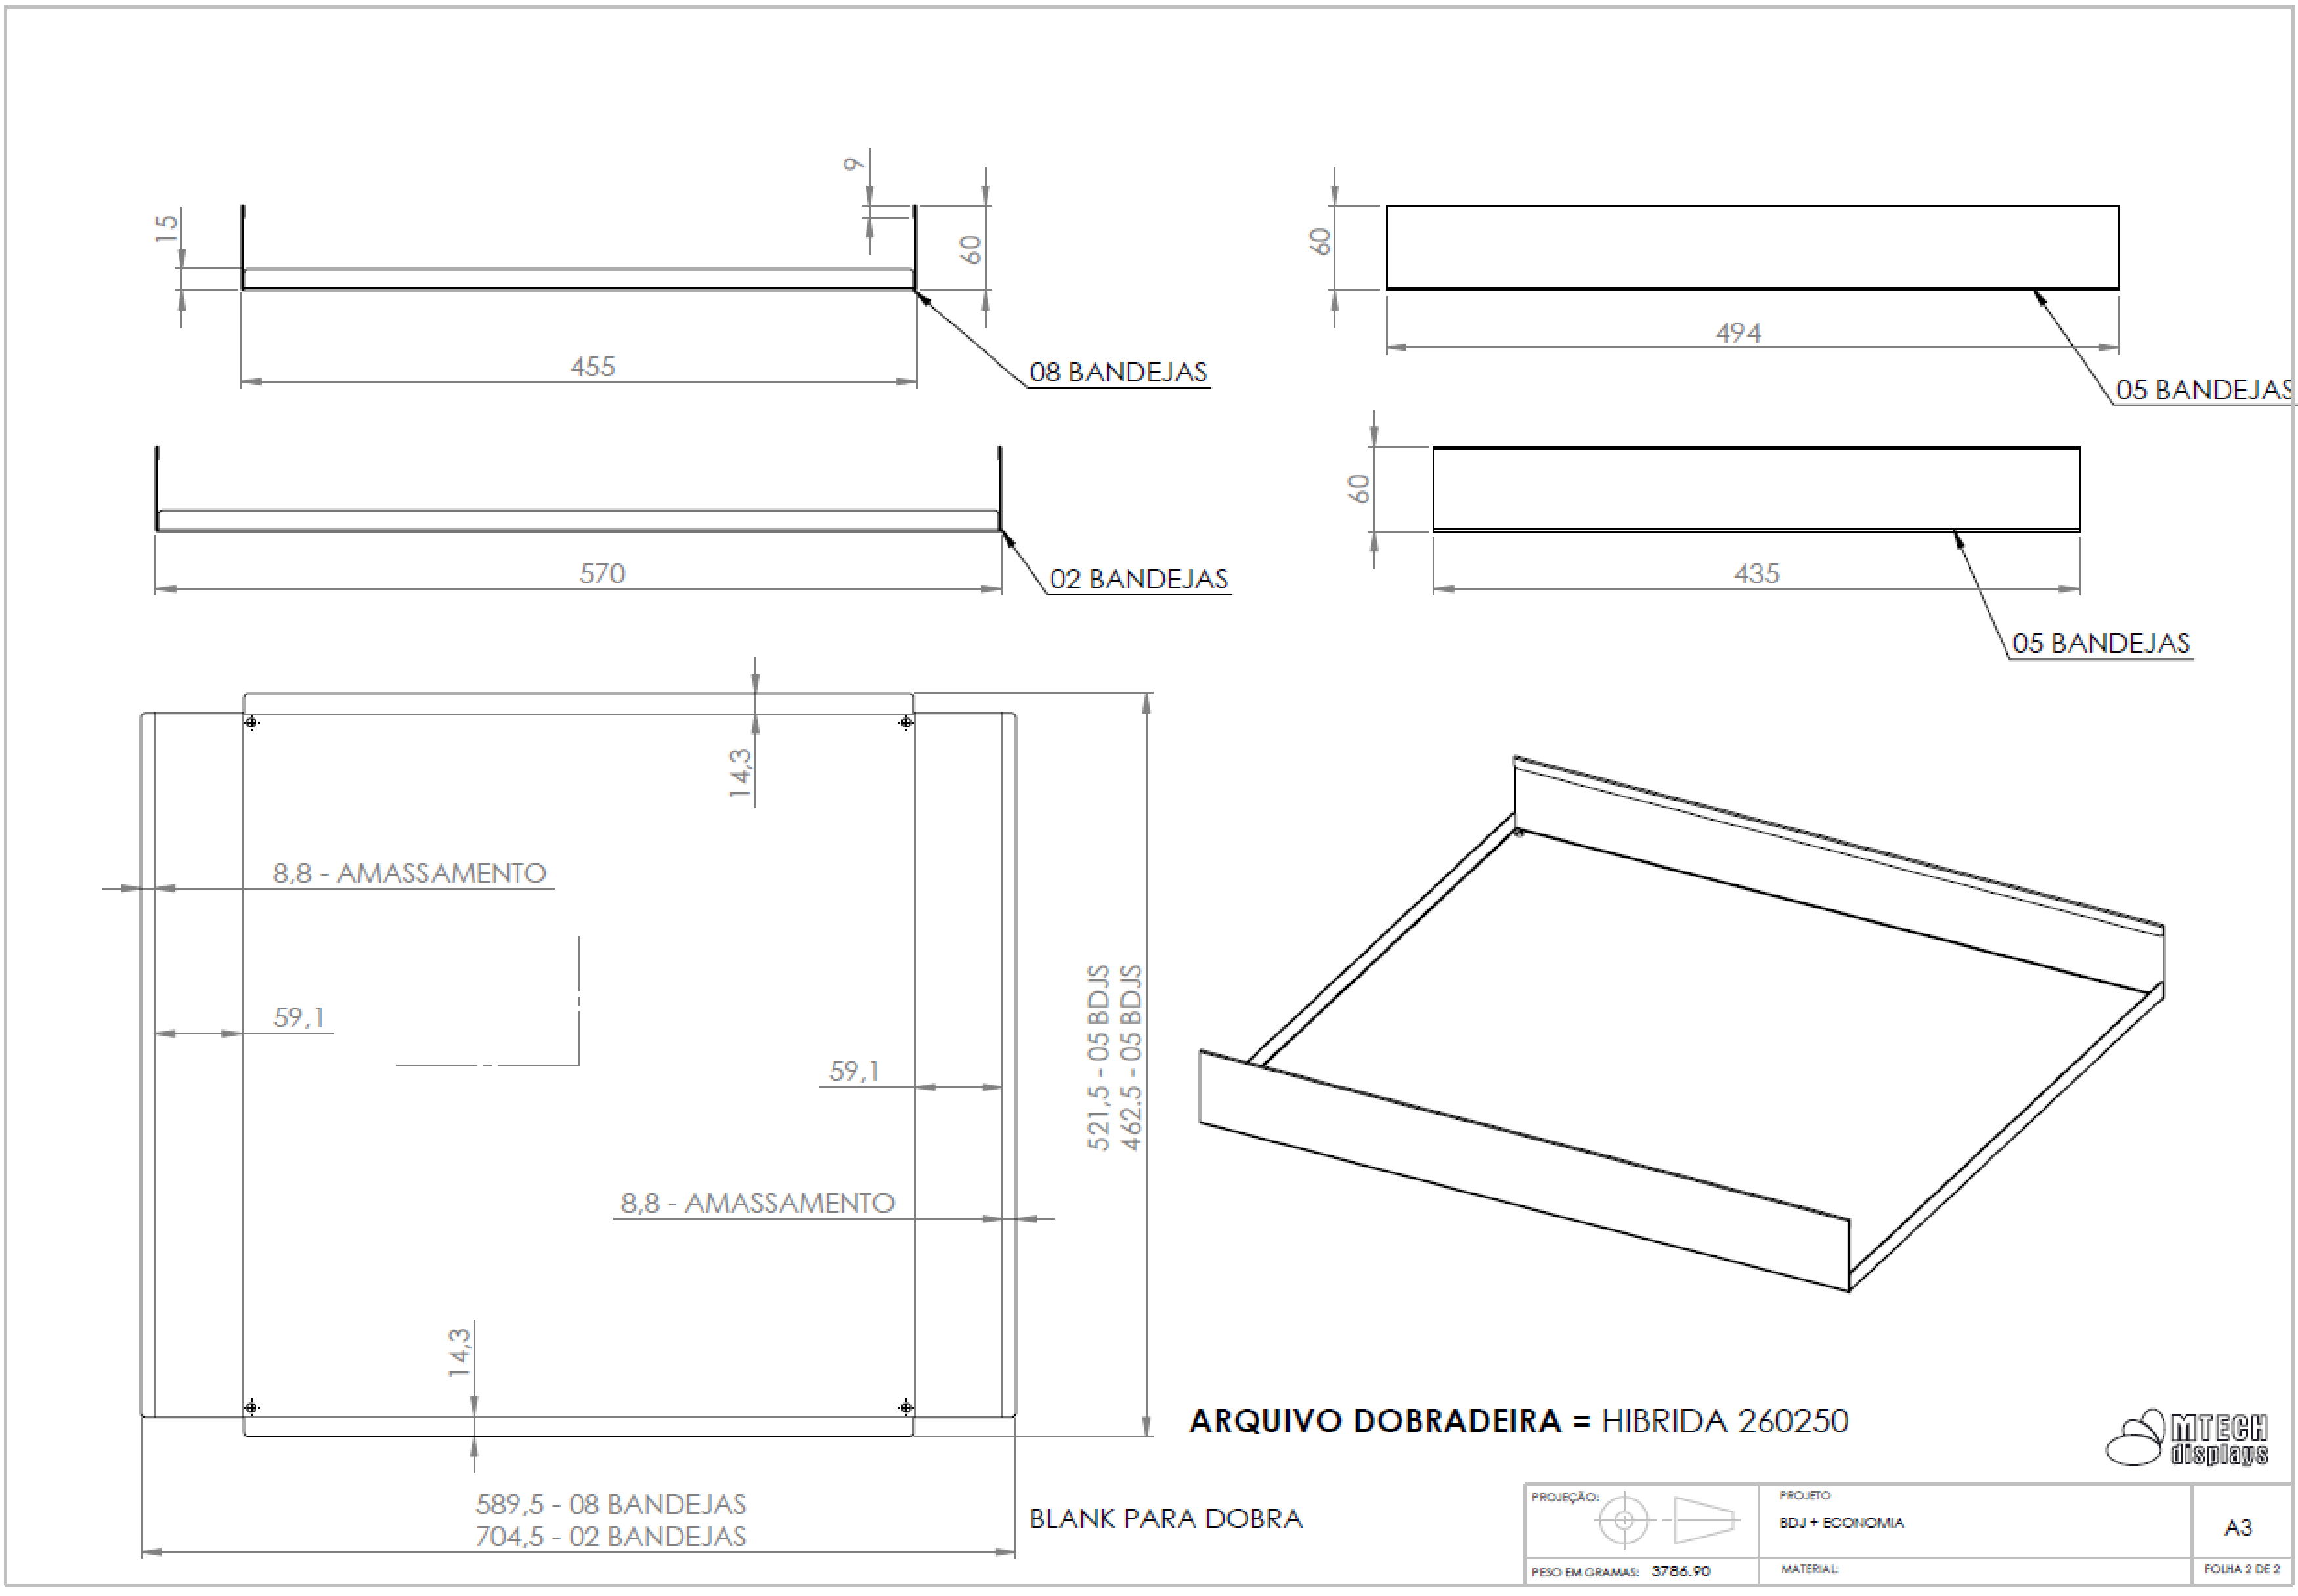 9
15
60
455
08 BANDEJAS
60
494
05 BANDEJAS
570
02 BANDEJAS
60
435
05 BANDEJAS
14,3
8,8 - AMASSAMENTO
59,1
59,1
521,5 - 05 BDJS
462.5 - 05 BDJS
8,8 - AMASSAMENTO
14,3
589,5 - 08 BANDEJAS
704,5 - 02 BANDEJAS
BLANK PARA DOBRA
ARQUIVO DOBRADEIRA = HIBRIDA 260250
MTECH
displays
PROJEÇÃO:
PROJETO
BDJ + ECONOMIA
A3
PESO EM GRAMAS: 3786.90
MATERIAL:
FOLHA 2 DE 2